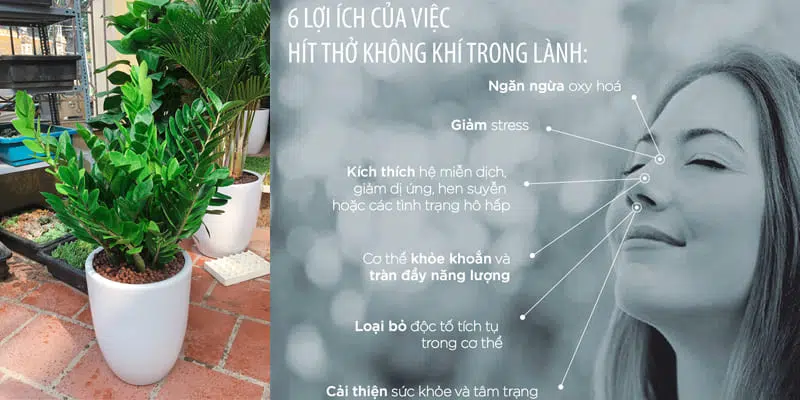 6 LỢI ÍCH CỦA VIỆC
HÍT THỞ KHÔNG KHÍ TRONG LÀNH:
Ngăn ngừa oxy hoá
Giảm stress
Kích thích hệ miễn dịch,
giảm dị ứng, hen suyễn
hoặc các tình trạng hô hấp
Cơ thể khỏe khoắn và
tràn đầy năng lượng
Loại bỏ độc tố tích tụ
trong cơ thể
Cải thiện sức khỏe và tâm trạng